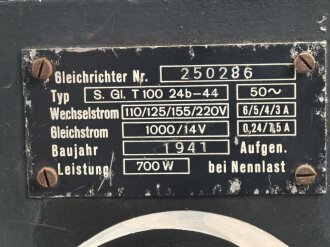 Gleichrichter Nr. 250286
Typ S. Gl. T 100 24b-44 50~
Wechselstrom 110/125/155/220V 6/5/4/3 A
Gleichstrom 1000/14V 0,24/7,5 A
Baujahr 1941 Aufgen.
Leistung 700 W bei Nennlast